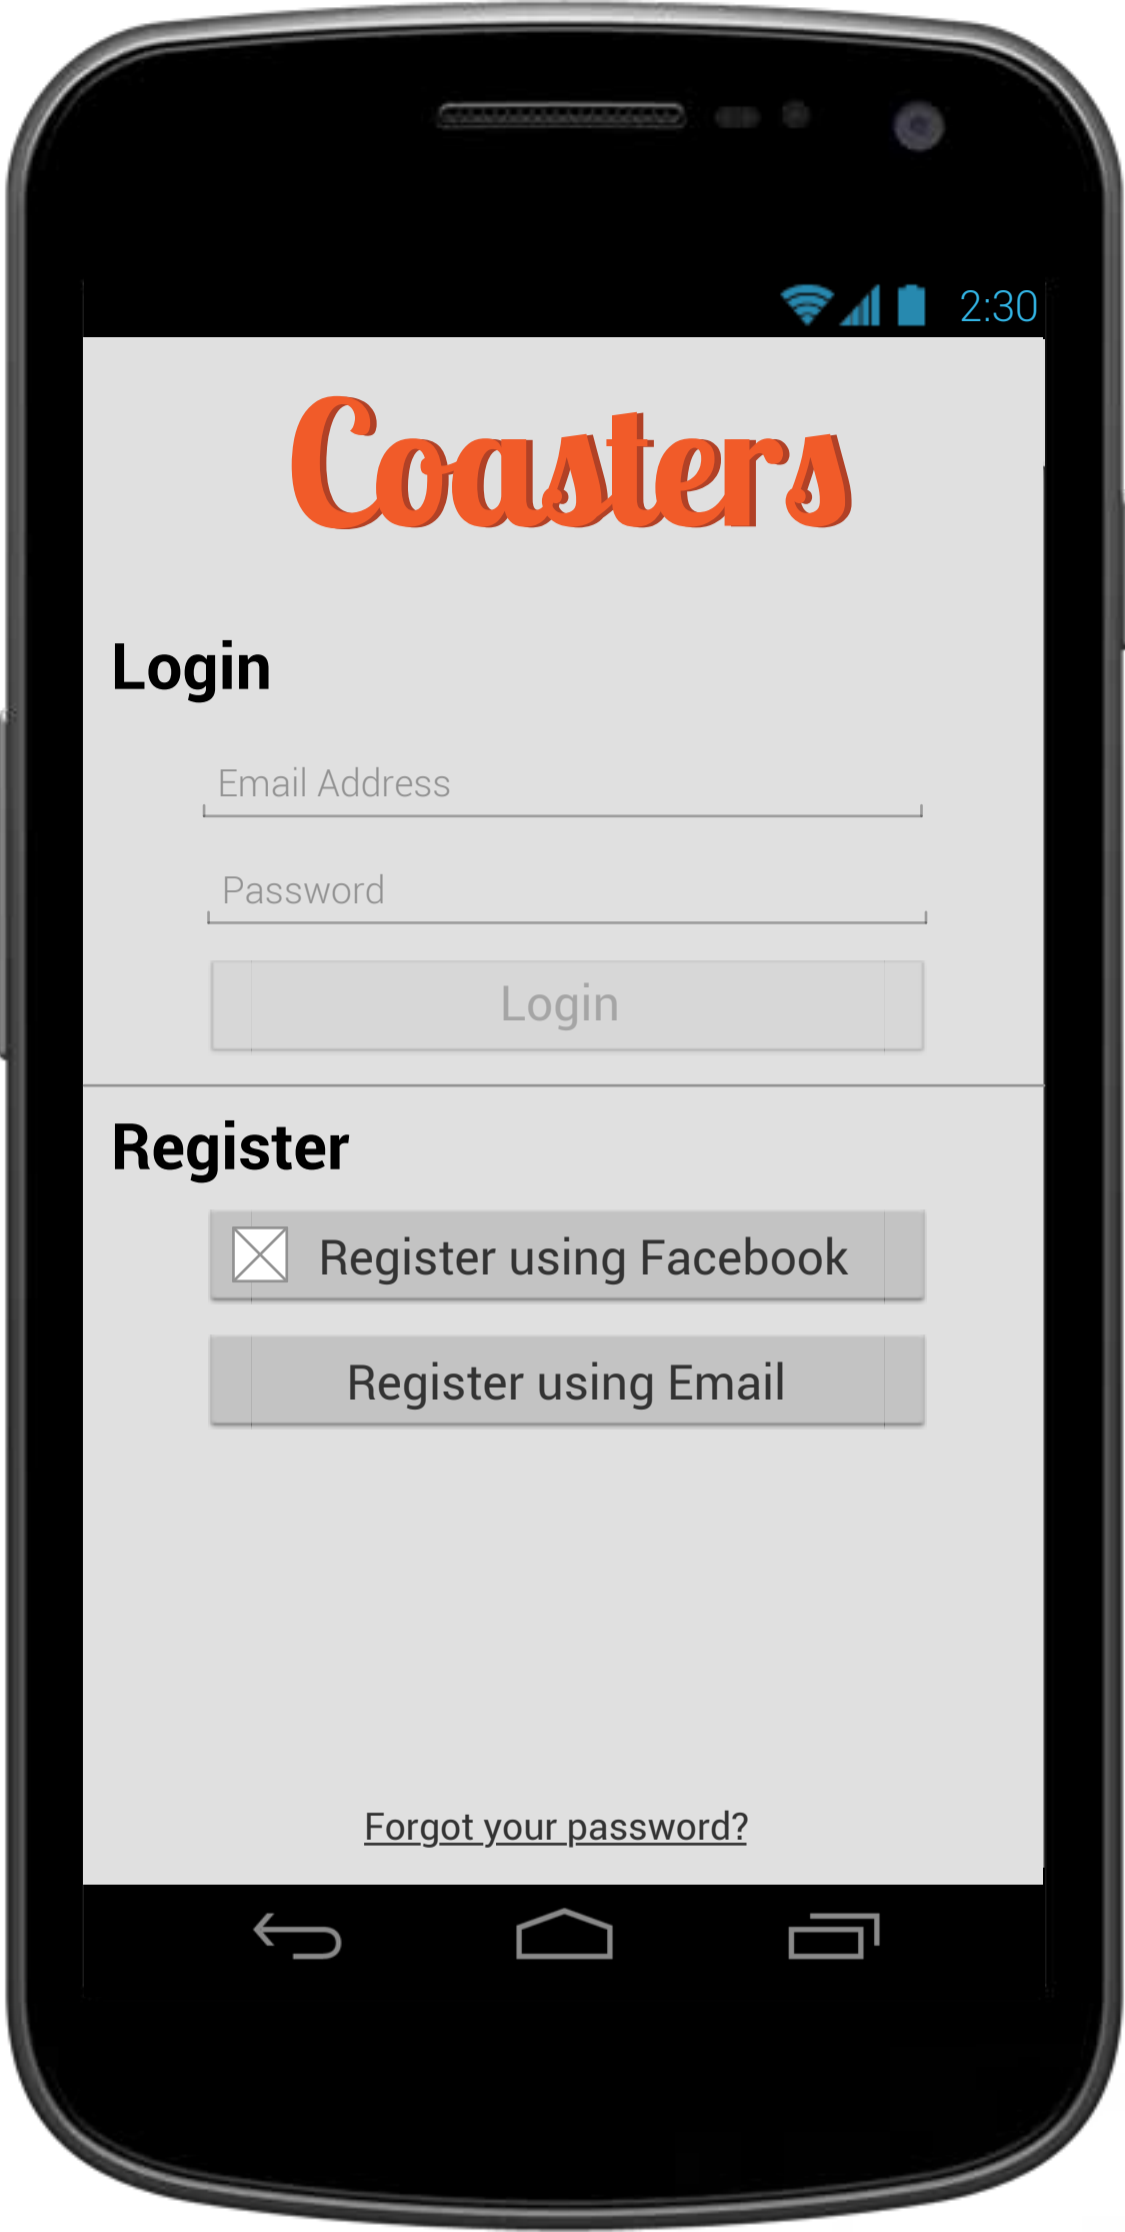 2:30
Coasters
Login
Email Address
Password
Login
Register
Register using Facebook
Register using Email
Forgot your password?